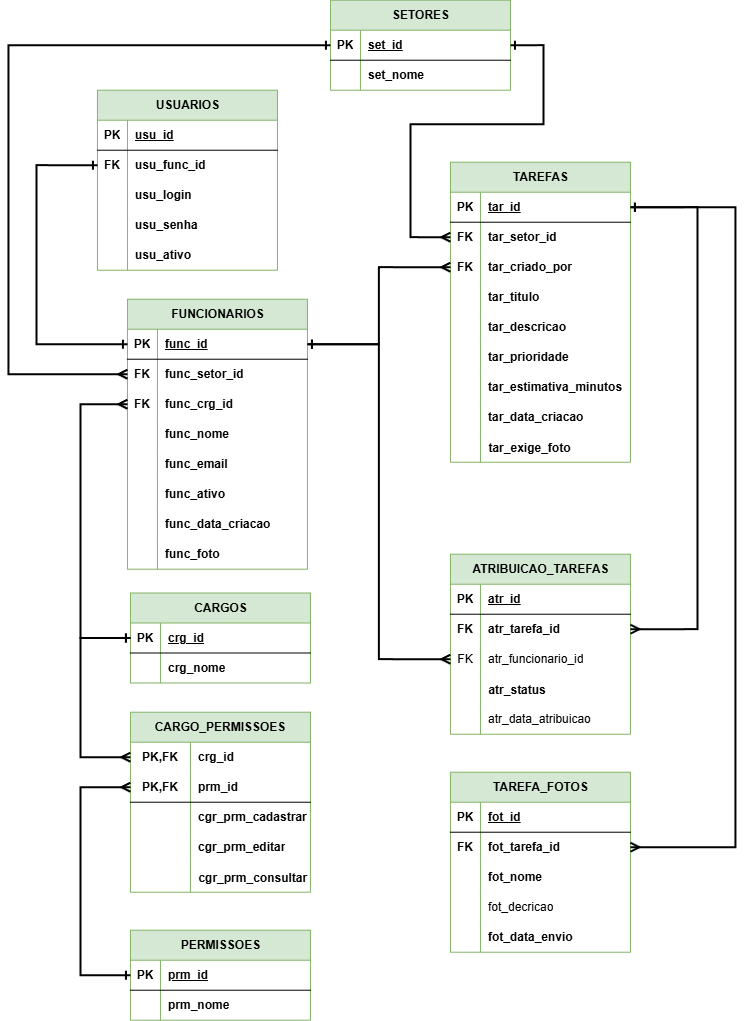 SETORES
PK set_id
set_nome
USUARIOS
PK usu_id
FK usu_func_id
usu_login
usu_senha
usu_ativo
FUNCIONARIOS
PK func_id
FK func_setor_id
FK func_crg_id
func_nome
func_email
func_ativo
func_data_criacao
func_foto
CARGOS
PK crg_id
crg_nome
CARGO_PERMISSOES
PK,FK crg_id
PK,FK prm_id
cgr_prm_cadastrar
cgr_prm_editar
cgr_prm_consultar
PERMISSOES
PK prm_id
prm_nome
TAREFAS
PK tar_id
FK tar_setor_id
FK tar_criado_por
tar_titulo
tar_descricao
tar_prioridade
tar_estimativa_minutos
tar_data_criacao
tar_exige_foto
ATRIBUICAO_TAREFAS
PK atr_id
FK atr_tarefa_id
FK atr_funcionario_id
atr_status
atr_data_atribuicao
TAREFA_FOTOS
PK fot_id
FK fot_tarefa_id
fot_nome
fot_decricao
fot_data_envio